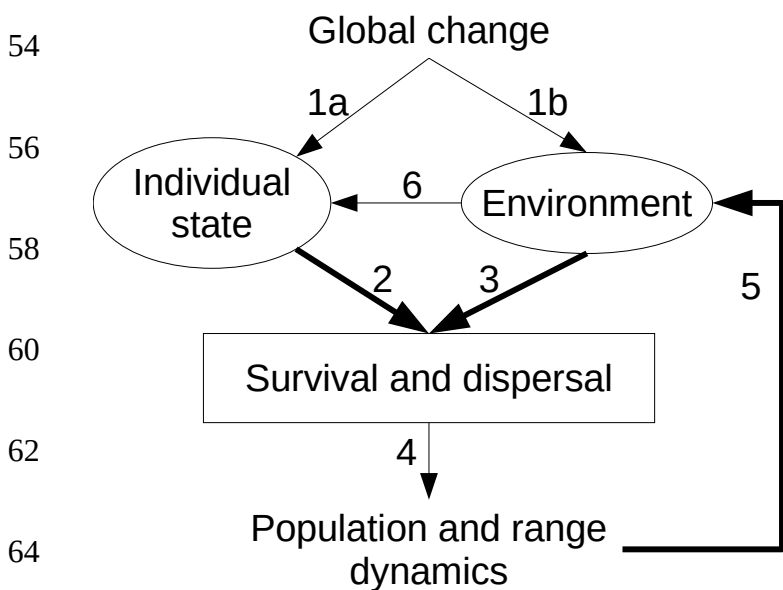 54
Global change
1a
1b
56
Individual
state
6
Environment
58
2
3
5
60
Survival and dispersal
62
4
Population and range
64
dynamics